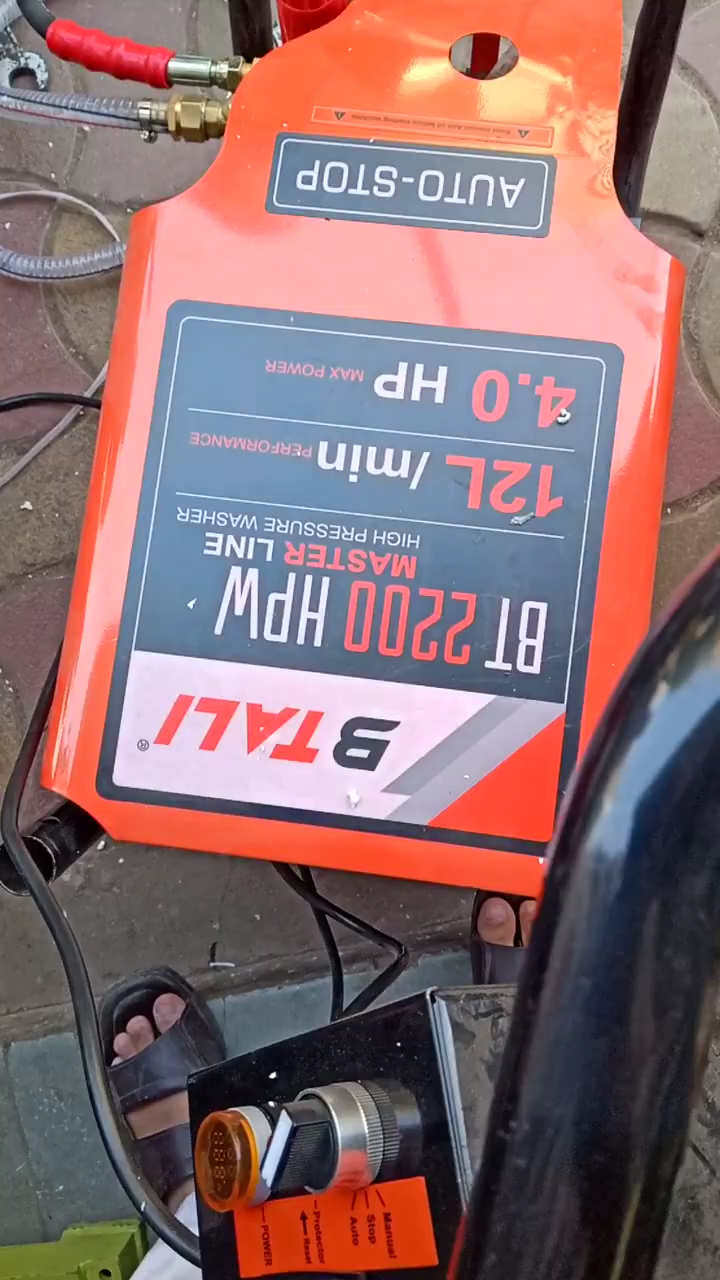 BTALI®
BT 2200 HPW
MASTER LINE
HIGH PRESSURE WASHER
12L /min PERFORMANCE
4.0 HP MAX POWER
AUTO-STOP
Manual
Stop
Auto
Protector
Reset
POWER